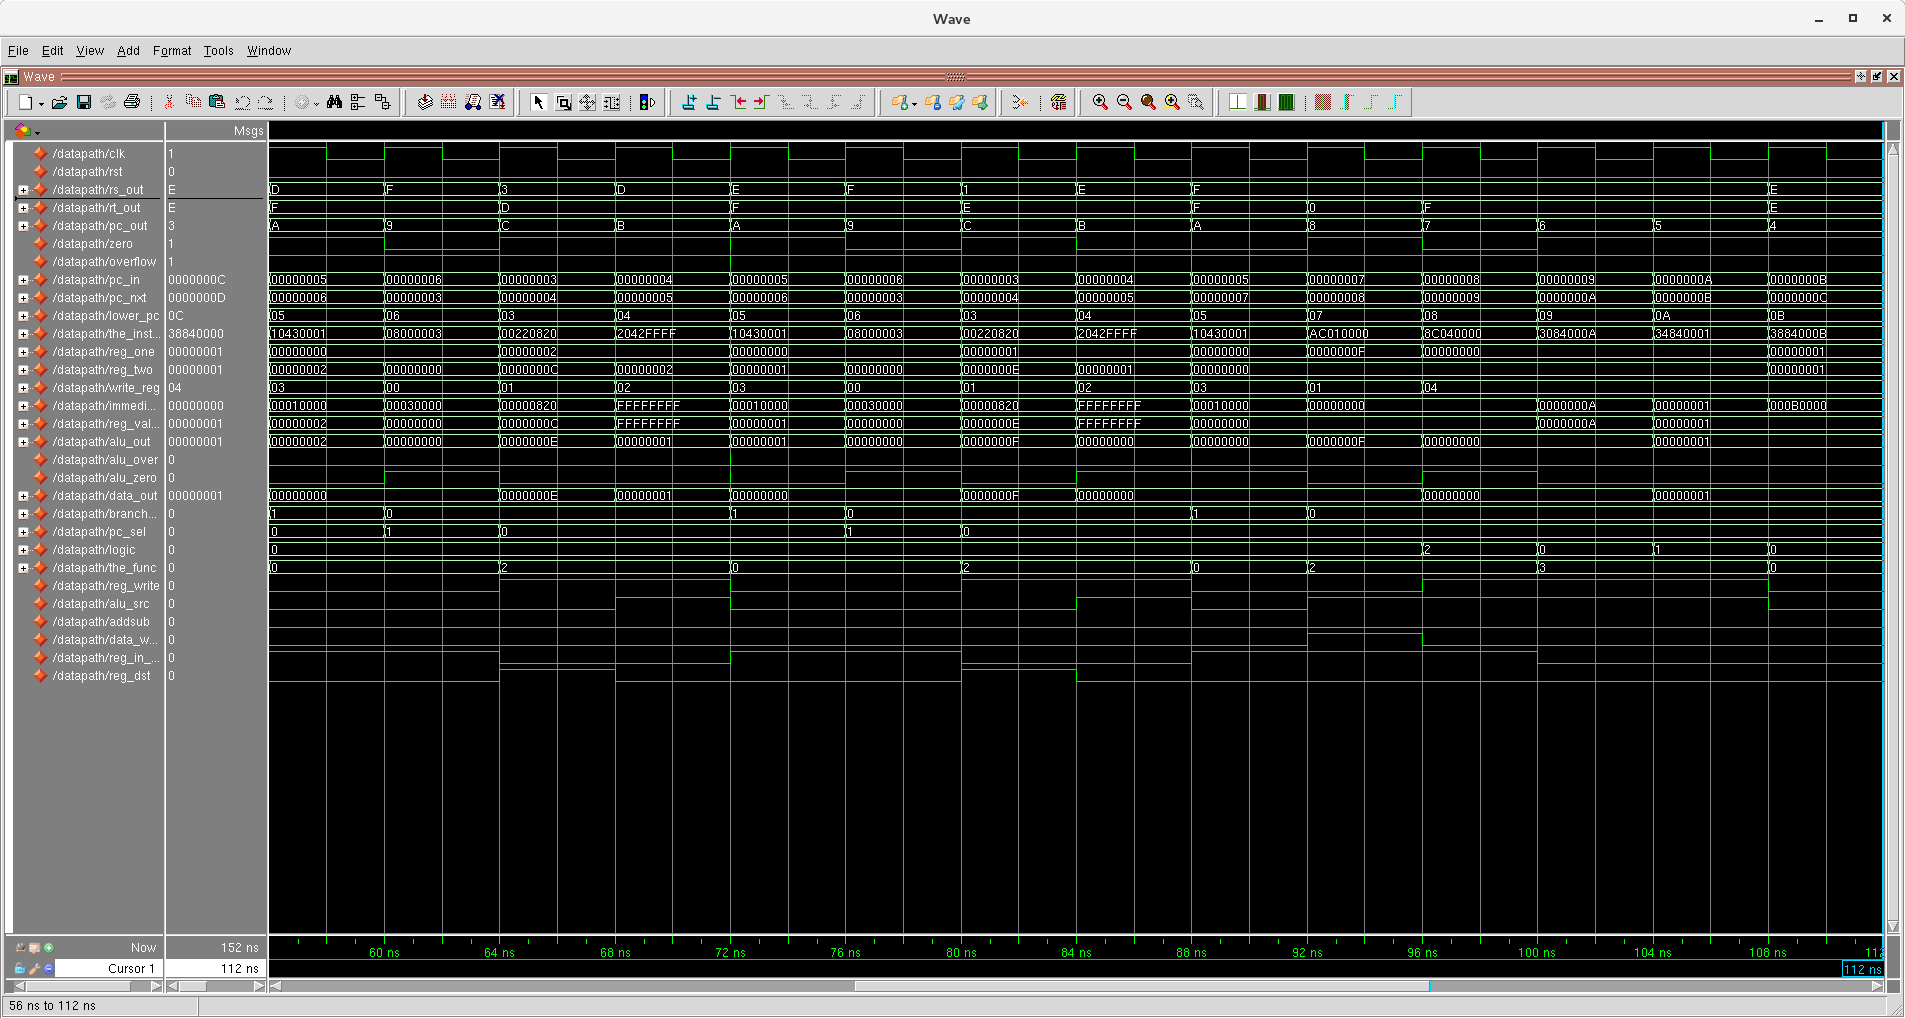 Wave
File Edit View Add Format Tools Window
Wave
Msgs
/datapath/clk 1
/datapath/rst 0
/datapath/rs_out E D F 3 D E F 1 E F E
/datapath/rt_out E F D F E F 0 F E
/datapath/pc_out 3 A 9 C B A 9 C B A 8 7 6 5 4
/datapath/zero 1
/datapath/overflow 1
/datapath/pc_in 0000000C 00000005 00000006 00000003 00000004 00000005 00000006 00000003 00000004 00000005 00000007 00000008 00000009 0000000A 0000000B
/datapath/pc_nxt 0000000D 00000006 00000003 00000004 00000005 00000006 00000003 00000004 00000005 00000007 00000008 00000009 0000000A 0000000B 0000000C
/datapath/lower_pc 0C 05 06 03 04 05 06 03 04 05 07 08 09 0A 0B
/datapath/the_inst... 38840000 10430001 08000003 00220820 2042FFFF 10430001 08000003 00220820 2042FFFF 10430001 AC010000 8C040000 3084000A 34840001 3884000B
/datapath/reg_one 00000001 00000000 00000002 00000000 00000001 00000000 0000000F 00000000 00000001
/datapath/reg_two 00000001 00000002 00000000 0000000C 00000002 00000001 00000000 0000000E 00000001 00000000 00000001
/datapath/write_reg 04 03 00 01 02 03 00 01 02 03 01 04
/datapath/immedi... 00000000 00010000 00030000 00000820 FFFFFFFF 00010000 00030000 00000820 FFFFFFFF 00010000 00000000 0000000A 00000001 000B0000
/datapath/reg_val... 00000001 00000002 00000000 0000000C FFFFFFFF 00000001 00000000 0000000E FFFFFFFF 00000000 0000000A 00000001
/datapath/alu_out 00000001 00000002 00000000 0000000E 00000001 00000001 00000000 0000000F 00000000 00000000 0000000F 00000000 00000001
/datapath/alu_over 0
/datapath/alu_zero 0
/datapath/data_out 00000001 00000000 0000000E 00000001 00000000 0000000F 00000000 00000000 00000001
/datapath/branch... 0 1 0 1 0 1 0
/datapath/pc_sel 0 0 1 0 1 0
/datapath/logic 0 0 2 0 1 0
/datapath/the_func 0 0 2 0 2 0 2 3 0
/datapath/reg_write 0
/datapath/alu_src 0
/datapath/addsub 0
/datapath/data_w... 0
/datapath/reg_in_... 0
/datapath/reg_dst 0
Now 152 ns 60 ns 64 ns 68 ns 72 ns 76 ns 80 ns 84 ns 88 ns 92 ns 96 ns 100 ns 104 ns 108 ns 112
Cursor 1 112 ns 112 ns
56 ns to 112 ns